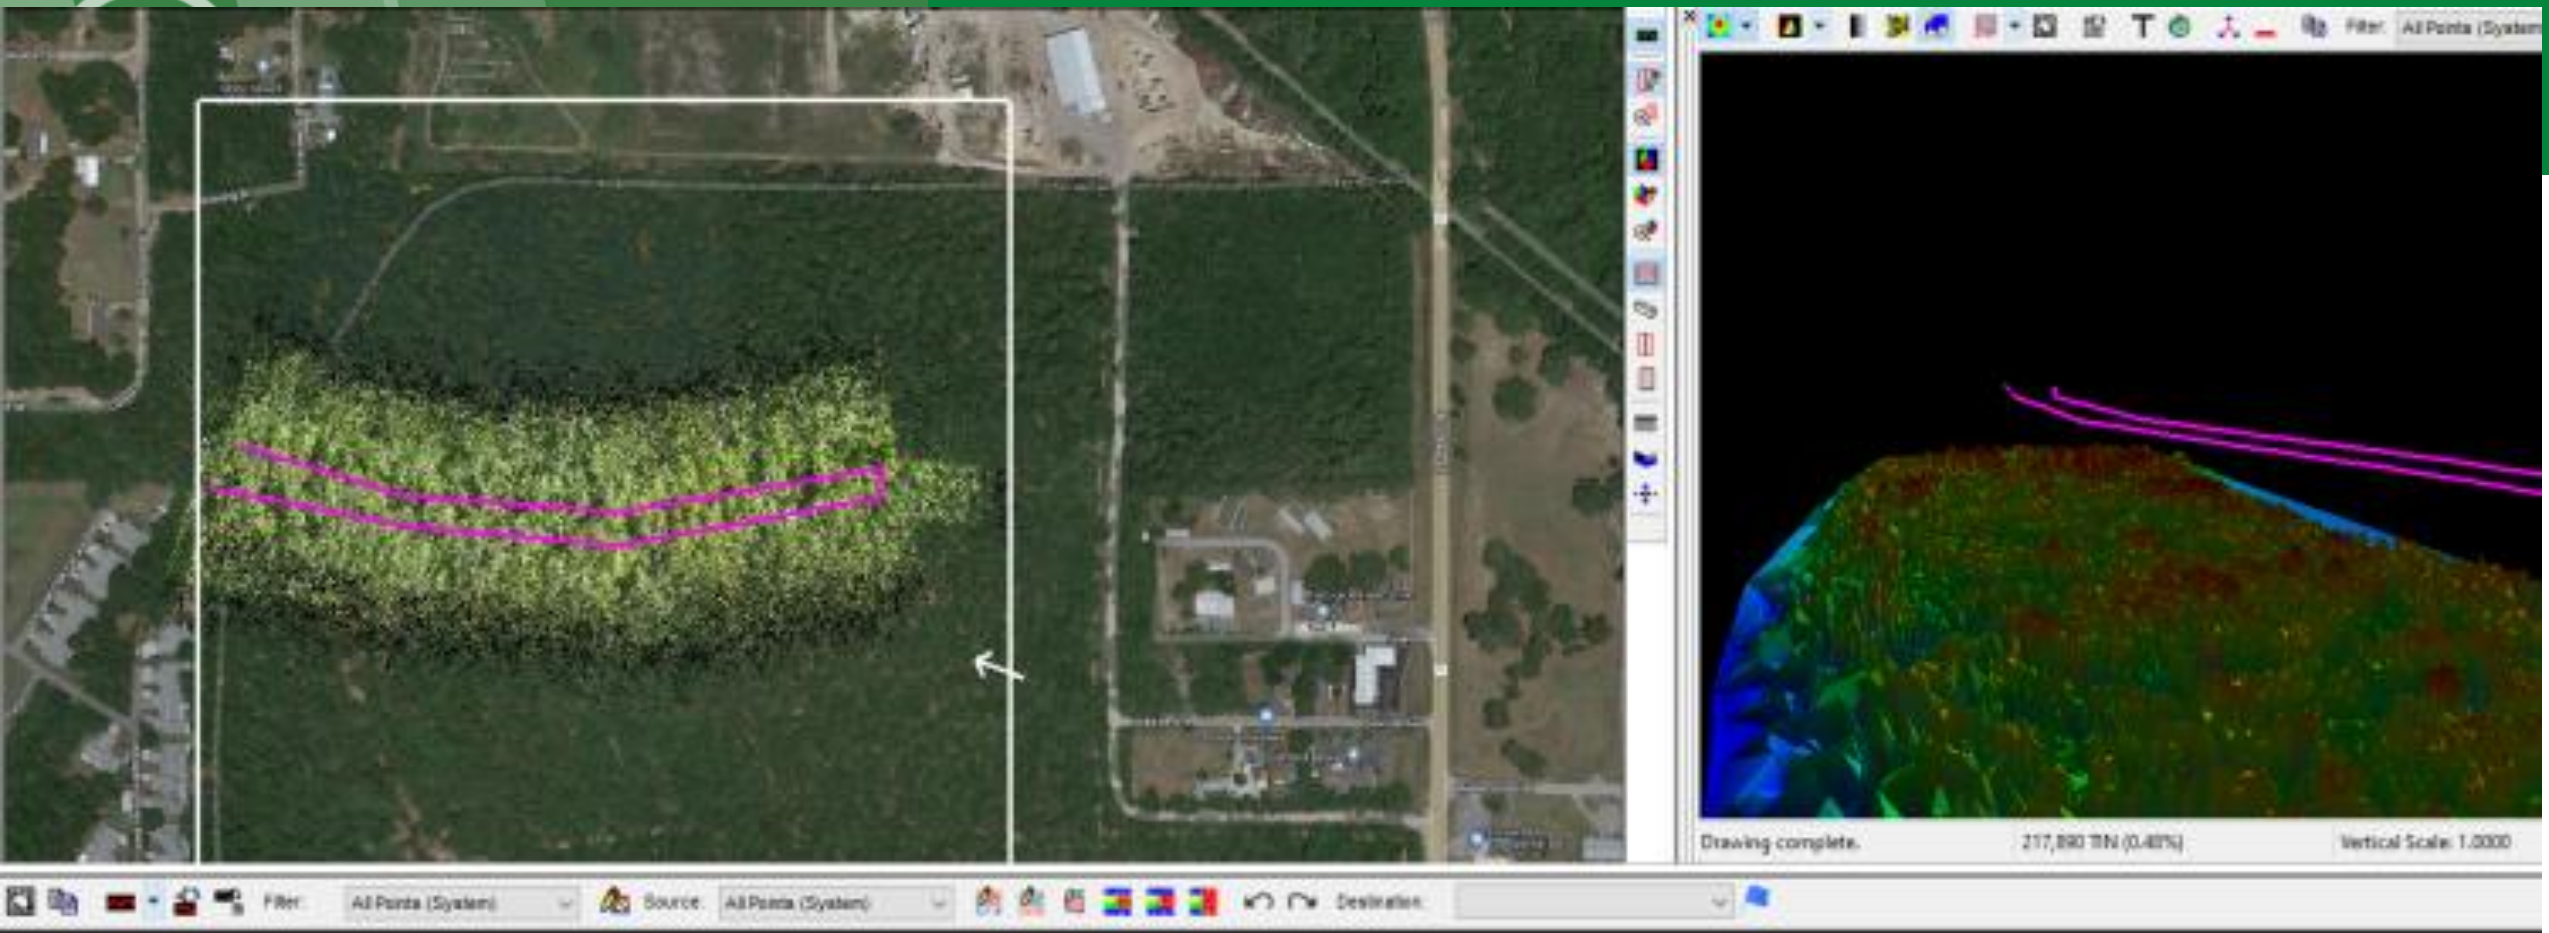 Filter: All Points (System)
Drawing complete.
217,890 TIN (0.48%)
Vertical Scale: 1.0000
Filter: All Points (System)
Source: All Points (System)
Destination: